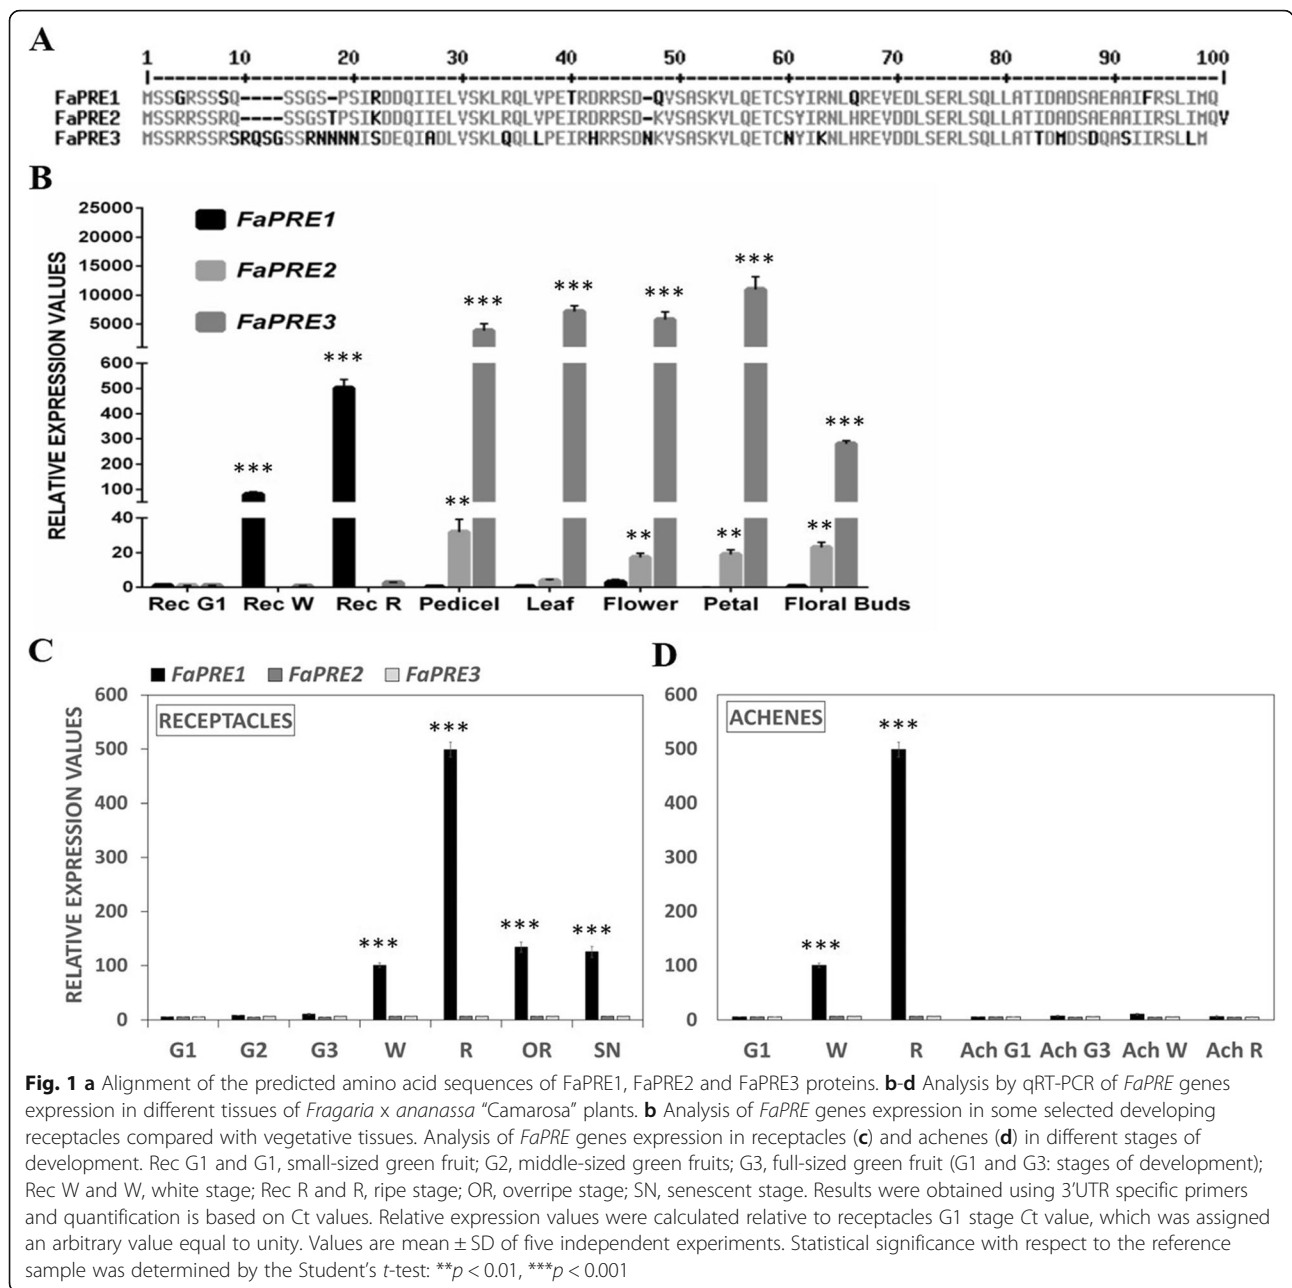 A
1 10 20 30 40 50 60 70 80 90 100
FaPRE1 MSSGRSSSQ----SSGS-PSIRDDQIIELVSKLRQLVPETRDRRSD-QVSASKVLQETCSYIRNLQREVEDLSERLSQLLATIDADSAEAAIFRSLIMQ
FaPRE2 MSSRRSSRQ----SSGSTPSICDDQIIELVSKLRQLVPEIRDRRSD-KVSASKVLQETCSYIRNLHREVDDLSERLSQLLATIDADSAEAAIIRSLIMQV
FaPRE3 MSSRRSSRSRQSGSSRNNNNISDEQIADLVSKLQQLLPEIRHRRSDNKVSASKVLQETCNYIKNLHREVDDLSERLSQLLATTDMDSDQASIIRSLLM
B
RELATIVE EXPRESSION VALUES
25000
20000
15000
10000
5000
600
500
400
300
200
100
40
20
0
FaPRE1
FaPRE2
FaPRE3
*** *** ** *** *** ** *** ** *** ** ***
Rec G1 Rec W Rec R Pedicel Leaf Flower Petal Floral Buds
C
FaPRE1 FaPRE2 FaPRE3
RELATIVE EXPRESSION VALUES
600
500
400
300
200
100
0
RECEPTACLES
*** *** *** ***
G1 G2 G3 W R OR SN
D
600
500
400
300
200
100
0
ACHENES
*** ***
G1 W R Ach G1 Ach G3 Ach W Ach R
Fig. 1 a Alignment of the predicted amino acid sequences of FaPRE1, FaPRE2 and FaPRE3 proteins. b-d Analysis by qRT-PCR of FaPRE genes
expression in different tissues of Fragaria x ananassa “Camarosa” plants. b Analysis of FaPRE genes expression in some selected developing
receptacles compared with vegetative tissues. Analysis of FaPRE genes expression in receptacles (c) and achenes (d) in different stages of
development. Rec G1 and G1, small-sized green fruit; G2, middle-sized green fruits; G3, full-sized green fruit (G1 and G3: stages of development);
Rec W and W, white stage; Rec R and R, ripe stage; OR, overripe stage; SN, senescent stage. Results were obtained using 3’UTR specific primers
and quantification is based on Ct values. Relative expression values were calculated relative to receptacles G1 stage Ct value, which was assigned
an arbitrary value equal to unity. Values are mean ± SD of five independent experiments. Statistical significance with respect to the reference
sample was determined by the Student’s t-test: **p < 0.01, ***p < 0.001